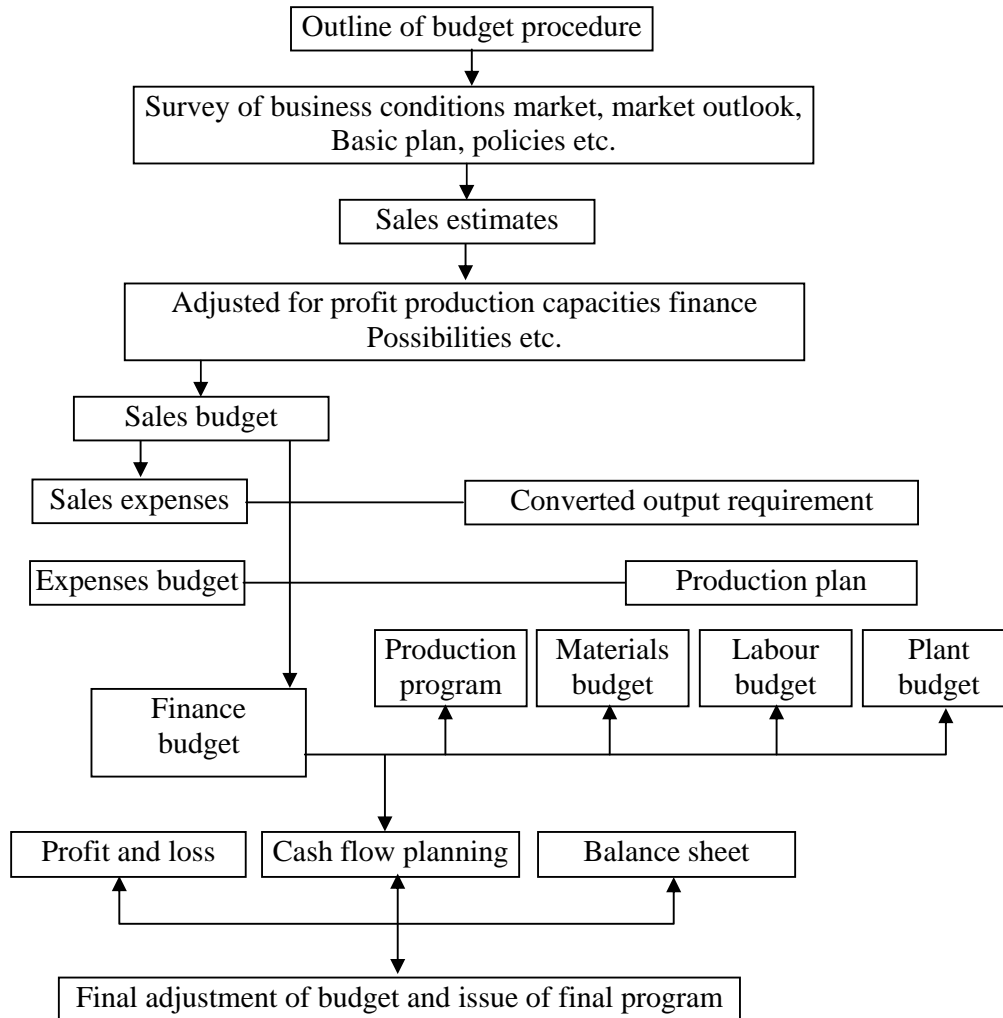 Outline of budget procedure
Survey of business conditions market, market outlook,
Basic plan, policies etc.
Sales estimates
Adjusted for profit production capacities finance
Possibilities etc.
Sales budget
Sales expenses
Converted output requirement
Expenses budget
Production plan
Production
program
Materials
budget
Labour
budget
Plant
budget
Finance
budget
Profit and loss
Cash flow planning
Balance sheet
Final adjustment of budget and issue of final program